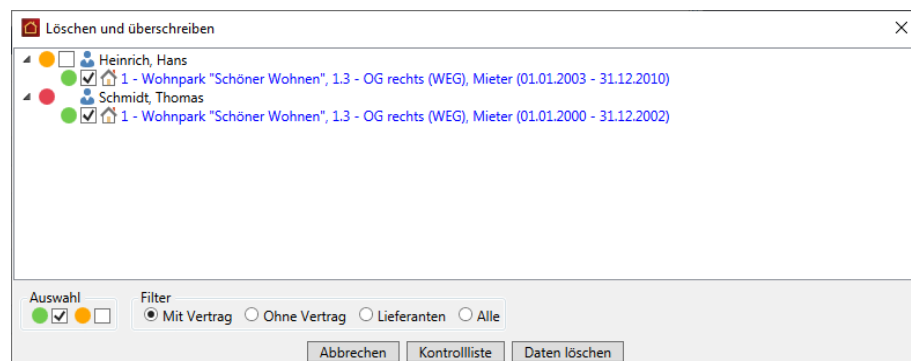 Löschen und überschreiben
Heinrich, Hans
1 - Wohnpark "Schöner Wohnen", 1.3 - OG rechts (WEG), Mieter (01.01.2003 - 31.12.2010)
Schmidt, Thomas
1 - Wohnpark "Schöner Wohnen", 1.3 - OG rechts (WEG), Mieter (01.01.2000 - 31.12.2002)
Auswahl Filter
Mit Vertrag Ohne Vertrag Lieferanten Alle
Abbrechen Kontrollliste Daten löschen